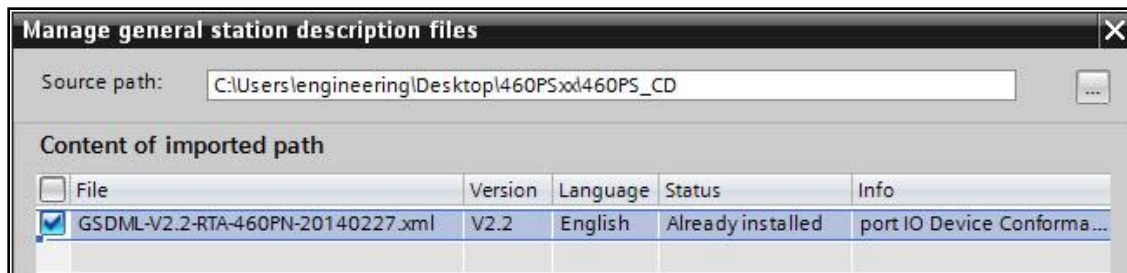 Manage general station description files
Source path: C:\Users\engineering\Desktop\460PSxx\460PS_CD ...
Content of imported path
File Version Language Status Info
GSDML-V2.2-RTA-460PN-20140227.xml V2.2 English Already installed port IO Device Conforma...